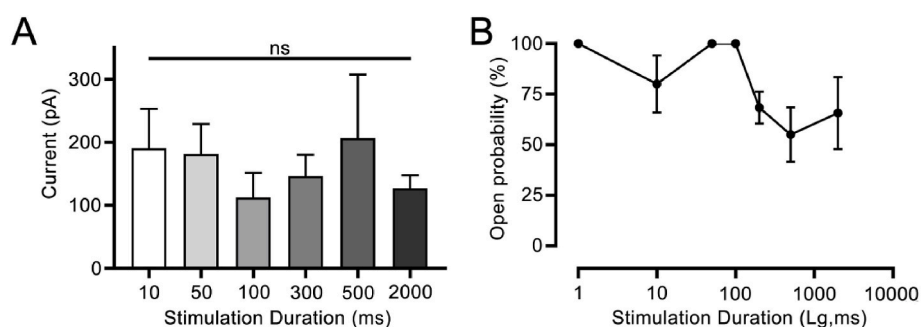 A
ns
Current (pA)
300
200
100
0
10 50 100 300 500 2000
Stimulation Duration (ms)
B
Open probability (%)
100
75
50
25
0
1 10 100 1000 10000
Stimulation Duration (Lg,ms)